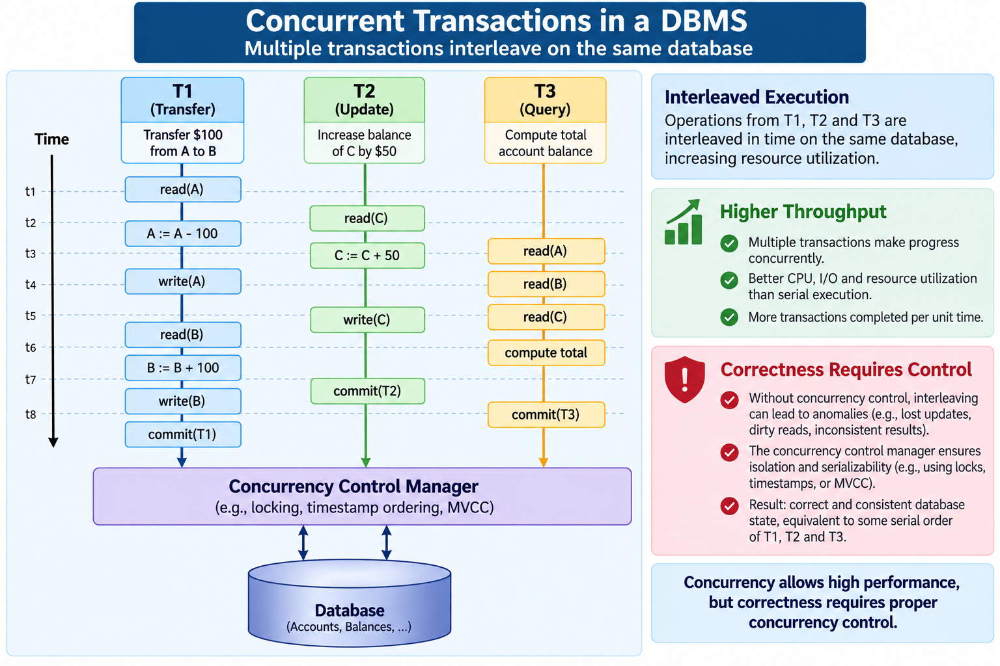 Concurrent Transactions in a DBMS
Multiple transactions interleave on the same database
Time
t1
t2
t3
t4
t5
t6
t7
t8
T1
(Transfer)
Transfer $100
from A to B
read(A)
A := A - 100
write(A)
read(B)
B := B + 100
write(B)
commit(T1)
T2
(Update)
Increase balance
of C by $50
read(C)
C := C + 50
write(C)
commit(T2)
T3
(Query)
Compute total
account balance
read(A)
read(B)
read(C)
compute total
commit(T3)
Concurrency Control Manager
(e.g., locking, timestamp ordering, MVCC)
Database
(Accounts, Balances, ...)
Interleaved Execution
Operations from T1, T2 and T3 are
interleaved in time on the same database,
increasing resource utilization.
Higher Throughput
Multiple transactions make progress
concurrently.
Better CPU, I/O and resource utilization
than serial execution.
More transactions completed per unit time.
Correctness Requires Control
Without concurrency control, interleaving
can lead to anomalies (e.g., lost updates,
dirty reads, inconsistent results).
The concurrency control manager ensures
isolation and serializability (e.g., using locks,
timestamps, or MVCC).
Result: correct and consistent database
state, equivalent to some serial order
of T1, T2 and T3.
Concurrency allows high performance,
but correctness requires proper
concurrency control.